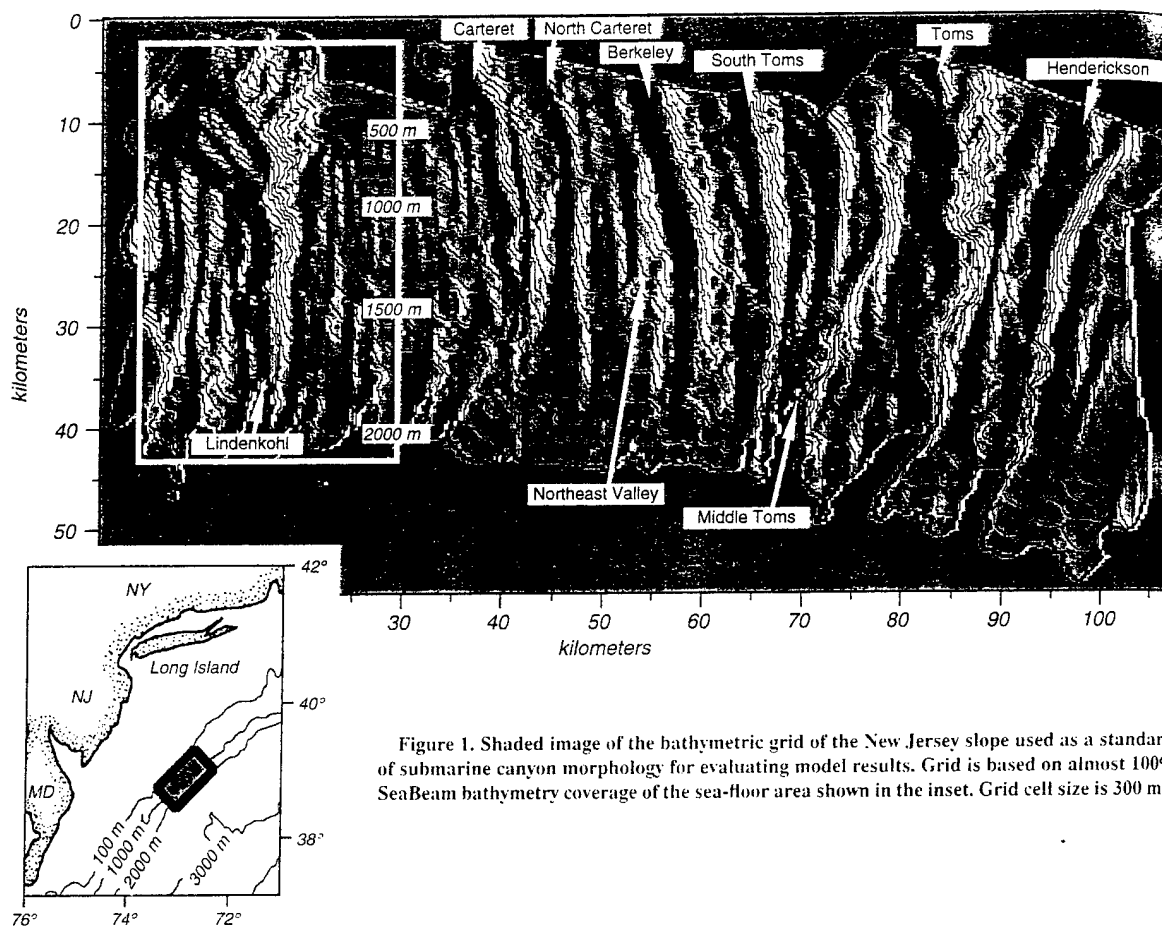 0
10
20
30
40
50
kilometers
Carteret
North Carteret
Berkeley
South Toms
Toms
Henderickson
500 m
1000 m
1500 m
2000 m
Lindenkohl
Northeast Valley
Middle Toms
30
40
50
60
70
80
90
100
kilometers
NY
Long Island
NJ
MD
42°
40°
38°
100 m
1000 m
2000 m
3000 m
76°
74°
72°
Figure 1. Shaded image of the bathymetric grid of the New Jersey slope used as a standar
of submarine canyon morphology for evaluating model results. Grid is based on almost 100
SeaBeam bathymetry coverage of the sea-floor area shown in the inset. Grid cell size is 300 m